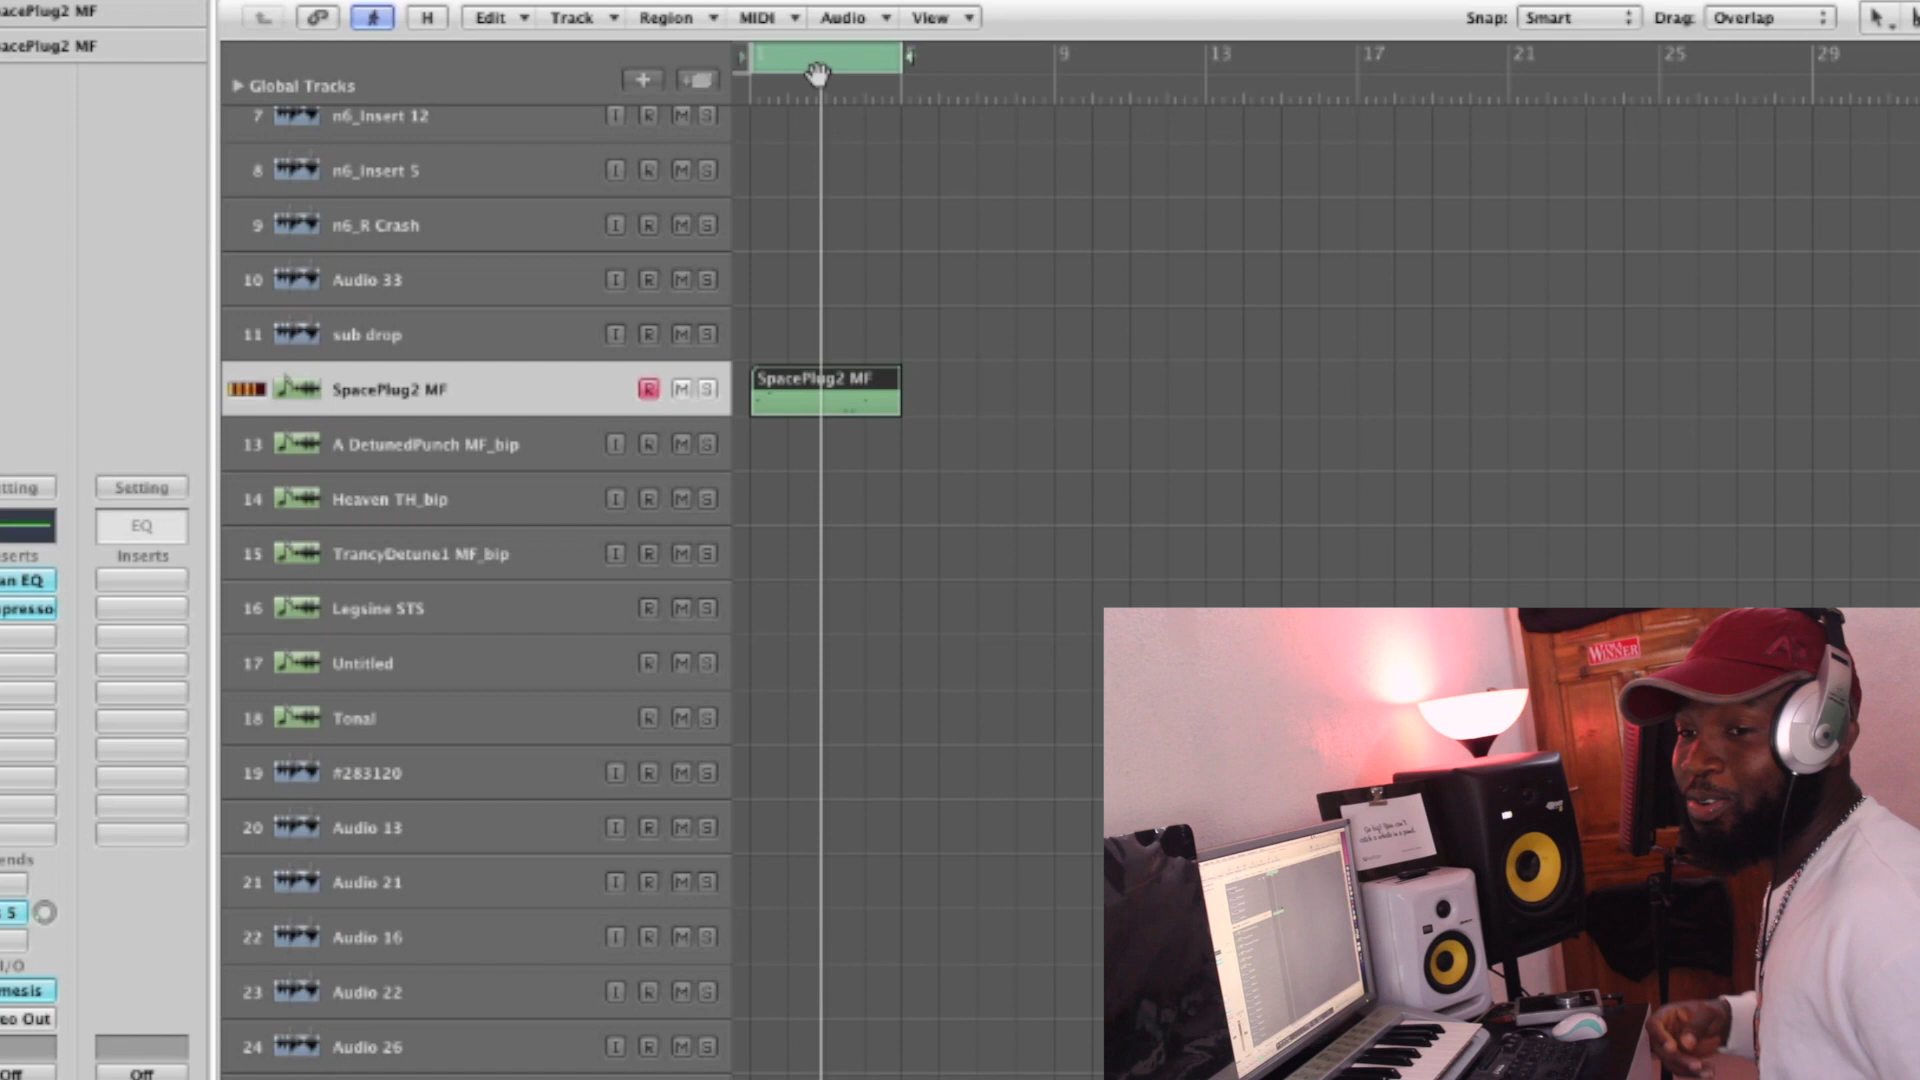 acePlug2 MF
acePlug2 MF
H
Edit
Track
Region
MIDI
Audio
View
Snap:
Smart
Drag:
Overlap
Global Tracks
1
5
9
13
17
21
25
29
7 n6_Insert 12 I R M S
8 n6_Insert 5 I R M S
9 n6_R Crash I R M S
10 Audio 33 I R M S
11 sub drop I R M S
SpacePlug2 MF R M S
SpacePlug2 MF
13 A DetunedPunch MF_bip I R M S
14 Heaven TH_bip I R M S
15 TrancyDetune1 MF_bip I R M S
16 Legsine STS R M S
17 Untitled R M S
18 Tonal R M S
19 #283120 I R M S
20 Audio 13 I R M S
21 Audio 21 I R M S
22 Audio 16 I R M S
23 Audio 22 I R M S
24 Audio 26 I R M S
tting
Setting
EQ
serts
Inserts
an EQ
presso
ends
s 5
I/O
mesis
eo Out
Off
Off
WINNER